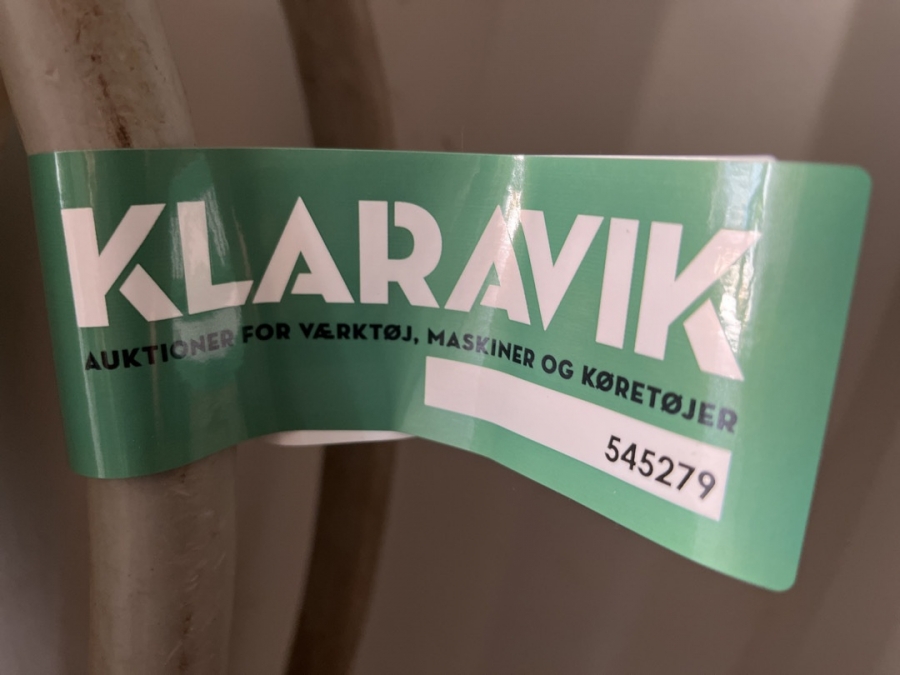 KLARAVIK
AUKTIONER FOR VÆRKTØJ, MASKINER OG KØRETØJER
545279